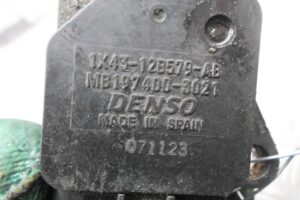 1X43-12B579-AB
MB197400-3021
DENSO
MADE IN SPAIN
071123